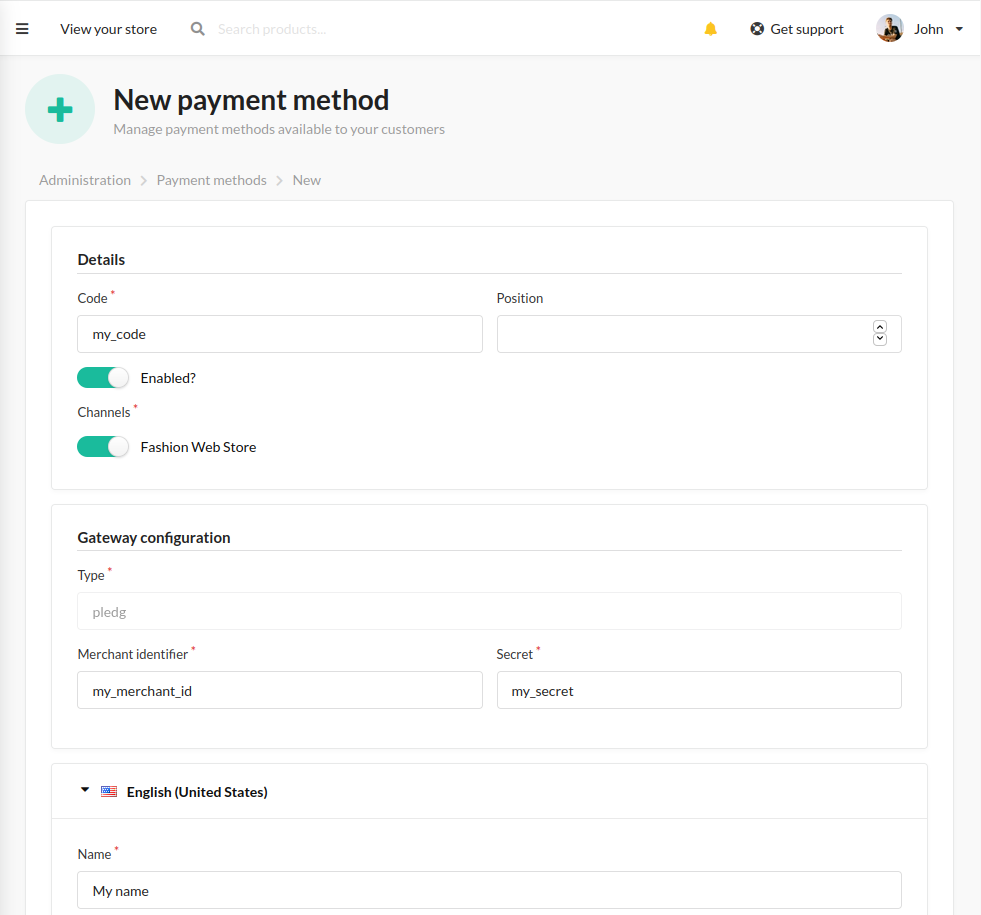 View your store Search products... Get support John
New payment method
Manage payment methods available to your customers
Administration Payment methods New
Details
Code * Position
my_code
Enabled?
Channels *
Fashion Web Store
Gateway configuration
Type *
pledg
Merchant identifier * Secret *
my_merchant_id my_secret
English (United States)
Name *
My name